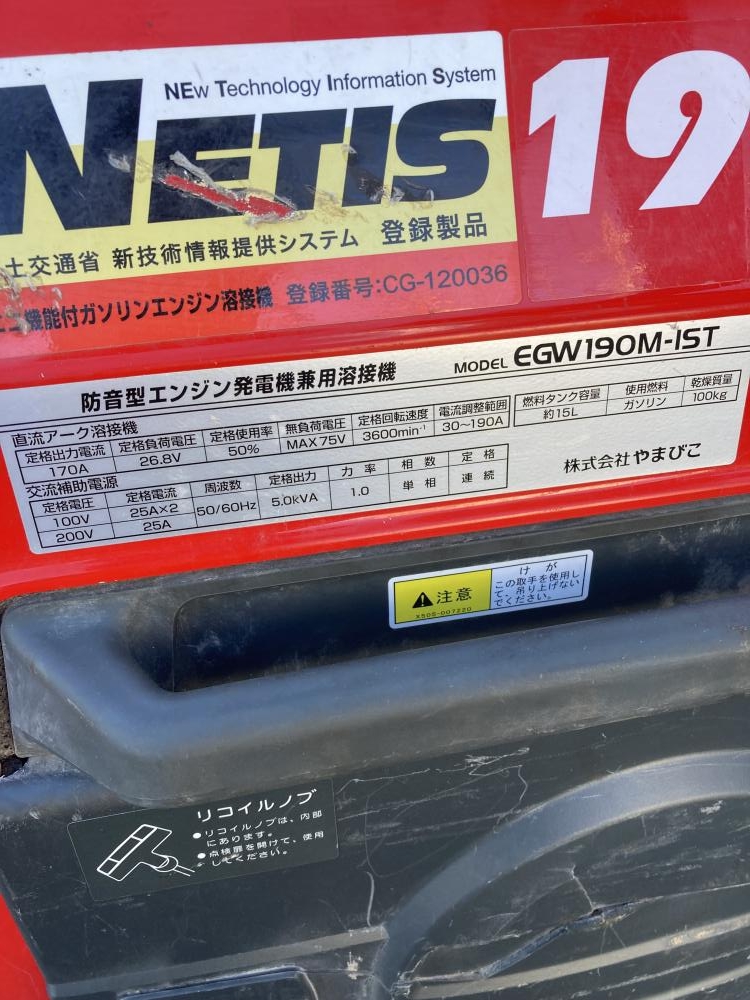 NEw Technology Information System
NETIS
19
土交通省 新技術情報提供システム 登録製品
機能付ガソリンエンジン溶接機 登録番号:CG-120036
防音型エンジン発電機兼用溶接機 MODEL EGW190M-IST
直流アーク溶接機
定格出力電流 定格負荷電圧 定格使用率 無負荷電圧 定格回転速度 電流調整範囲 燃料タンク容量 使用燃料 乾燥質量
170A 26.8V 50% MAX75V 3600min-1 30~190A 約15L ガソリン 100kg
交流補助電源
定格電圧 定格電流 周波数 定格出力 力率 相数 定格
100V 25A×2 50/60Hz 5.0kVA 1.0 単相 連続
200V 25A
株式会社やまびこ
注意
X505-007220
けが
この取手を使用し
て、吊り上げない
でください。
リコイルノブ
●リコイルノブは、内部
にあります。
●点検扉を開けて、使用
してください。